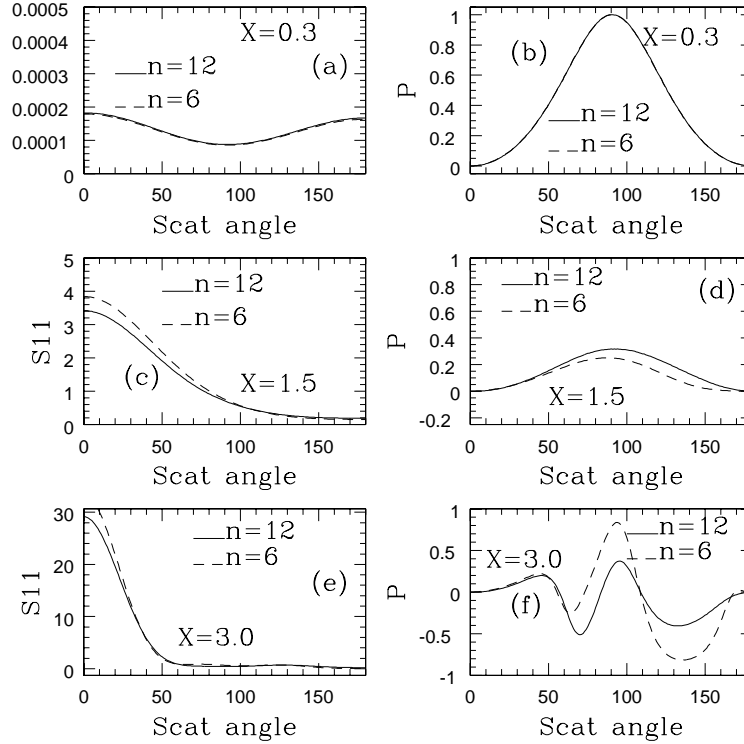 0.0005
0.0004
0.0003
0.0002
0.0001
0
X=0.3
(a)
n=12
n=6
0 50 100 150
Scat angle
1
0.8
0.6
0.4
0.2
0
P
(b)
X=0.3
n=12
n=6
0 50 100 150
Scat angle
5
4
3
2
1
0
S11
n=12
n=6
(c)
X=1.5
0 50 100 150
Scat angle
1
0.8
0.6
0.4
0.2
0
-0.2
P
n=12
n=6
(d)
X=1.5
0 50 100 150
Scat angle
30
20
10
0
S11
n=12
n=6
(e)
X=3.0
0 50 100 150
Scat angle
1
0.5
0
-0.5
-1
P
n=12
n=6
X=3.0
(f)
0 50 100 150
Scat angle